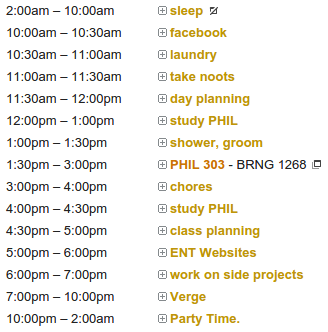 2:00am – 10:00am sleep
10:00am – 10:30am facebook
10:30am – 11:00am laundry
11:00am – 11:30am take noots
11:30am – 12:00pm day planning
12:00pm – 1:00pm study PHIL
1:00pm – 1:30pm shower, groom
1:30pm – 3:00pm PHIL 303 - BRNG 1268
3:00pm – 4:00pm chores
4:00pm – 4:30pm study PHIL
4:30pm – 5:00pm class planning
5:00pm – 6:00pm ENT Websites
6:00pm – 7:00pm work on side projects
7:00pm – 10:00pm Verge
10:00pm – 2:00am Party Time.